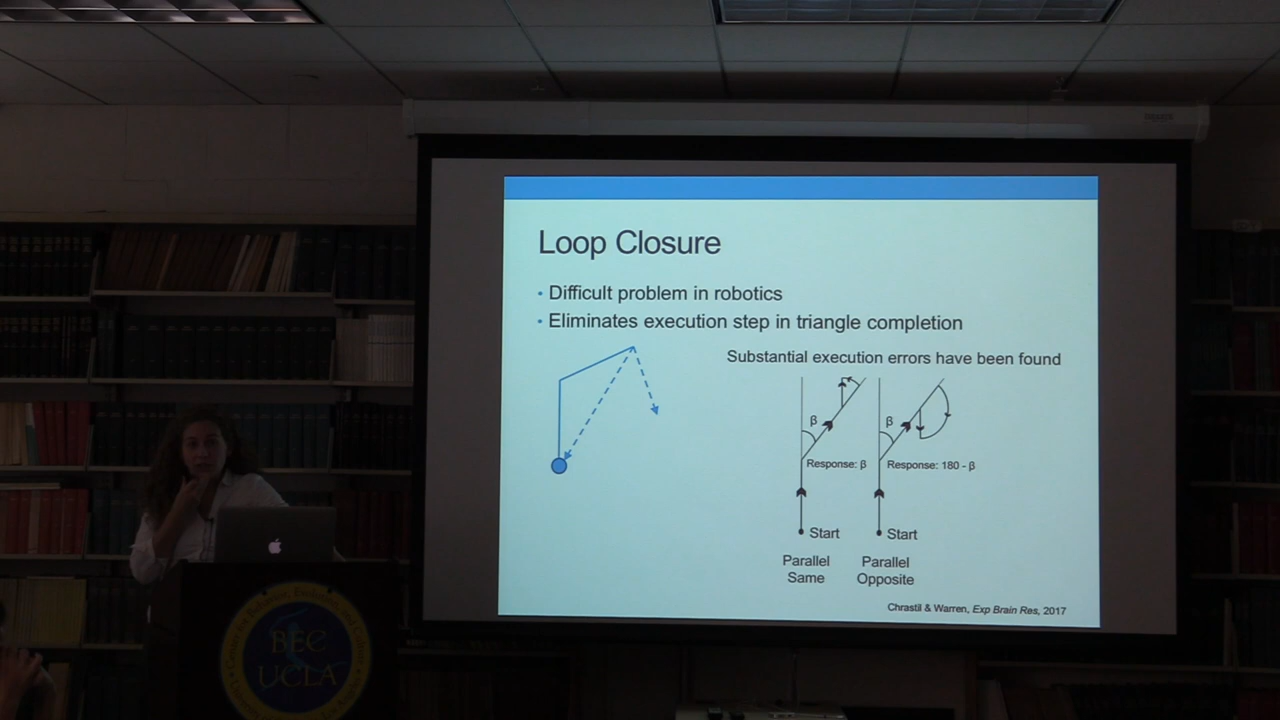 Loop Closure
• Difficult problem in robotics
• Eliminates execution step in triangle completion
Substantial execution errors have been found
β
β
Response: β
Response: 180 - β
Start
Start
Parallel
Same
Parallel
Opposite
Chrastil & Warren, Exp Brain Res, 2017
BEC
UCLA